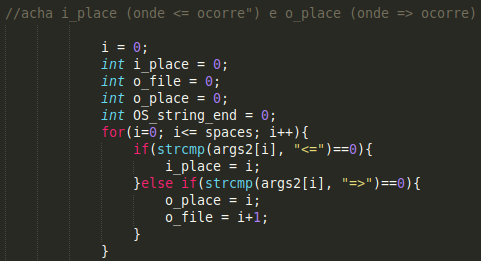 //acha i_place (onde <= ocorre") e o_place (onde => ocorre)
i = 0;
int i_place = 0;
int o_file = 0;
int o_place = 0;
int OS_string_end = 0;
for(i=0; i<= spaces; i++){
if(strcmp(args2[i], "<=")==0){
i_place = i;
}else if(strcmp(args2[i], "=>")==0){
o_place = i;
o_file = i+1;
}
}